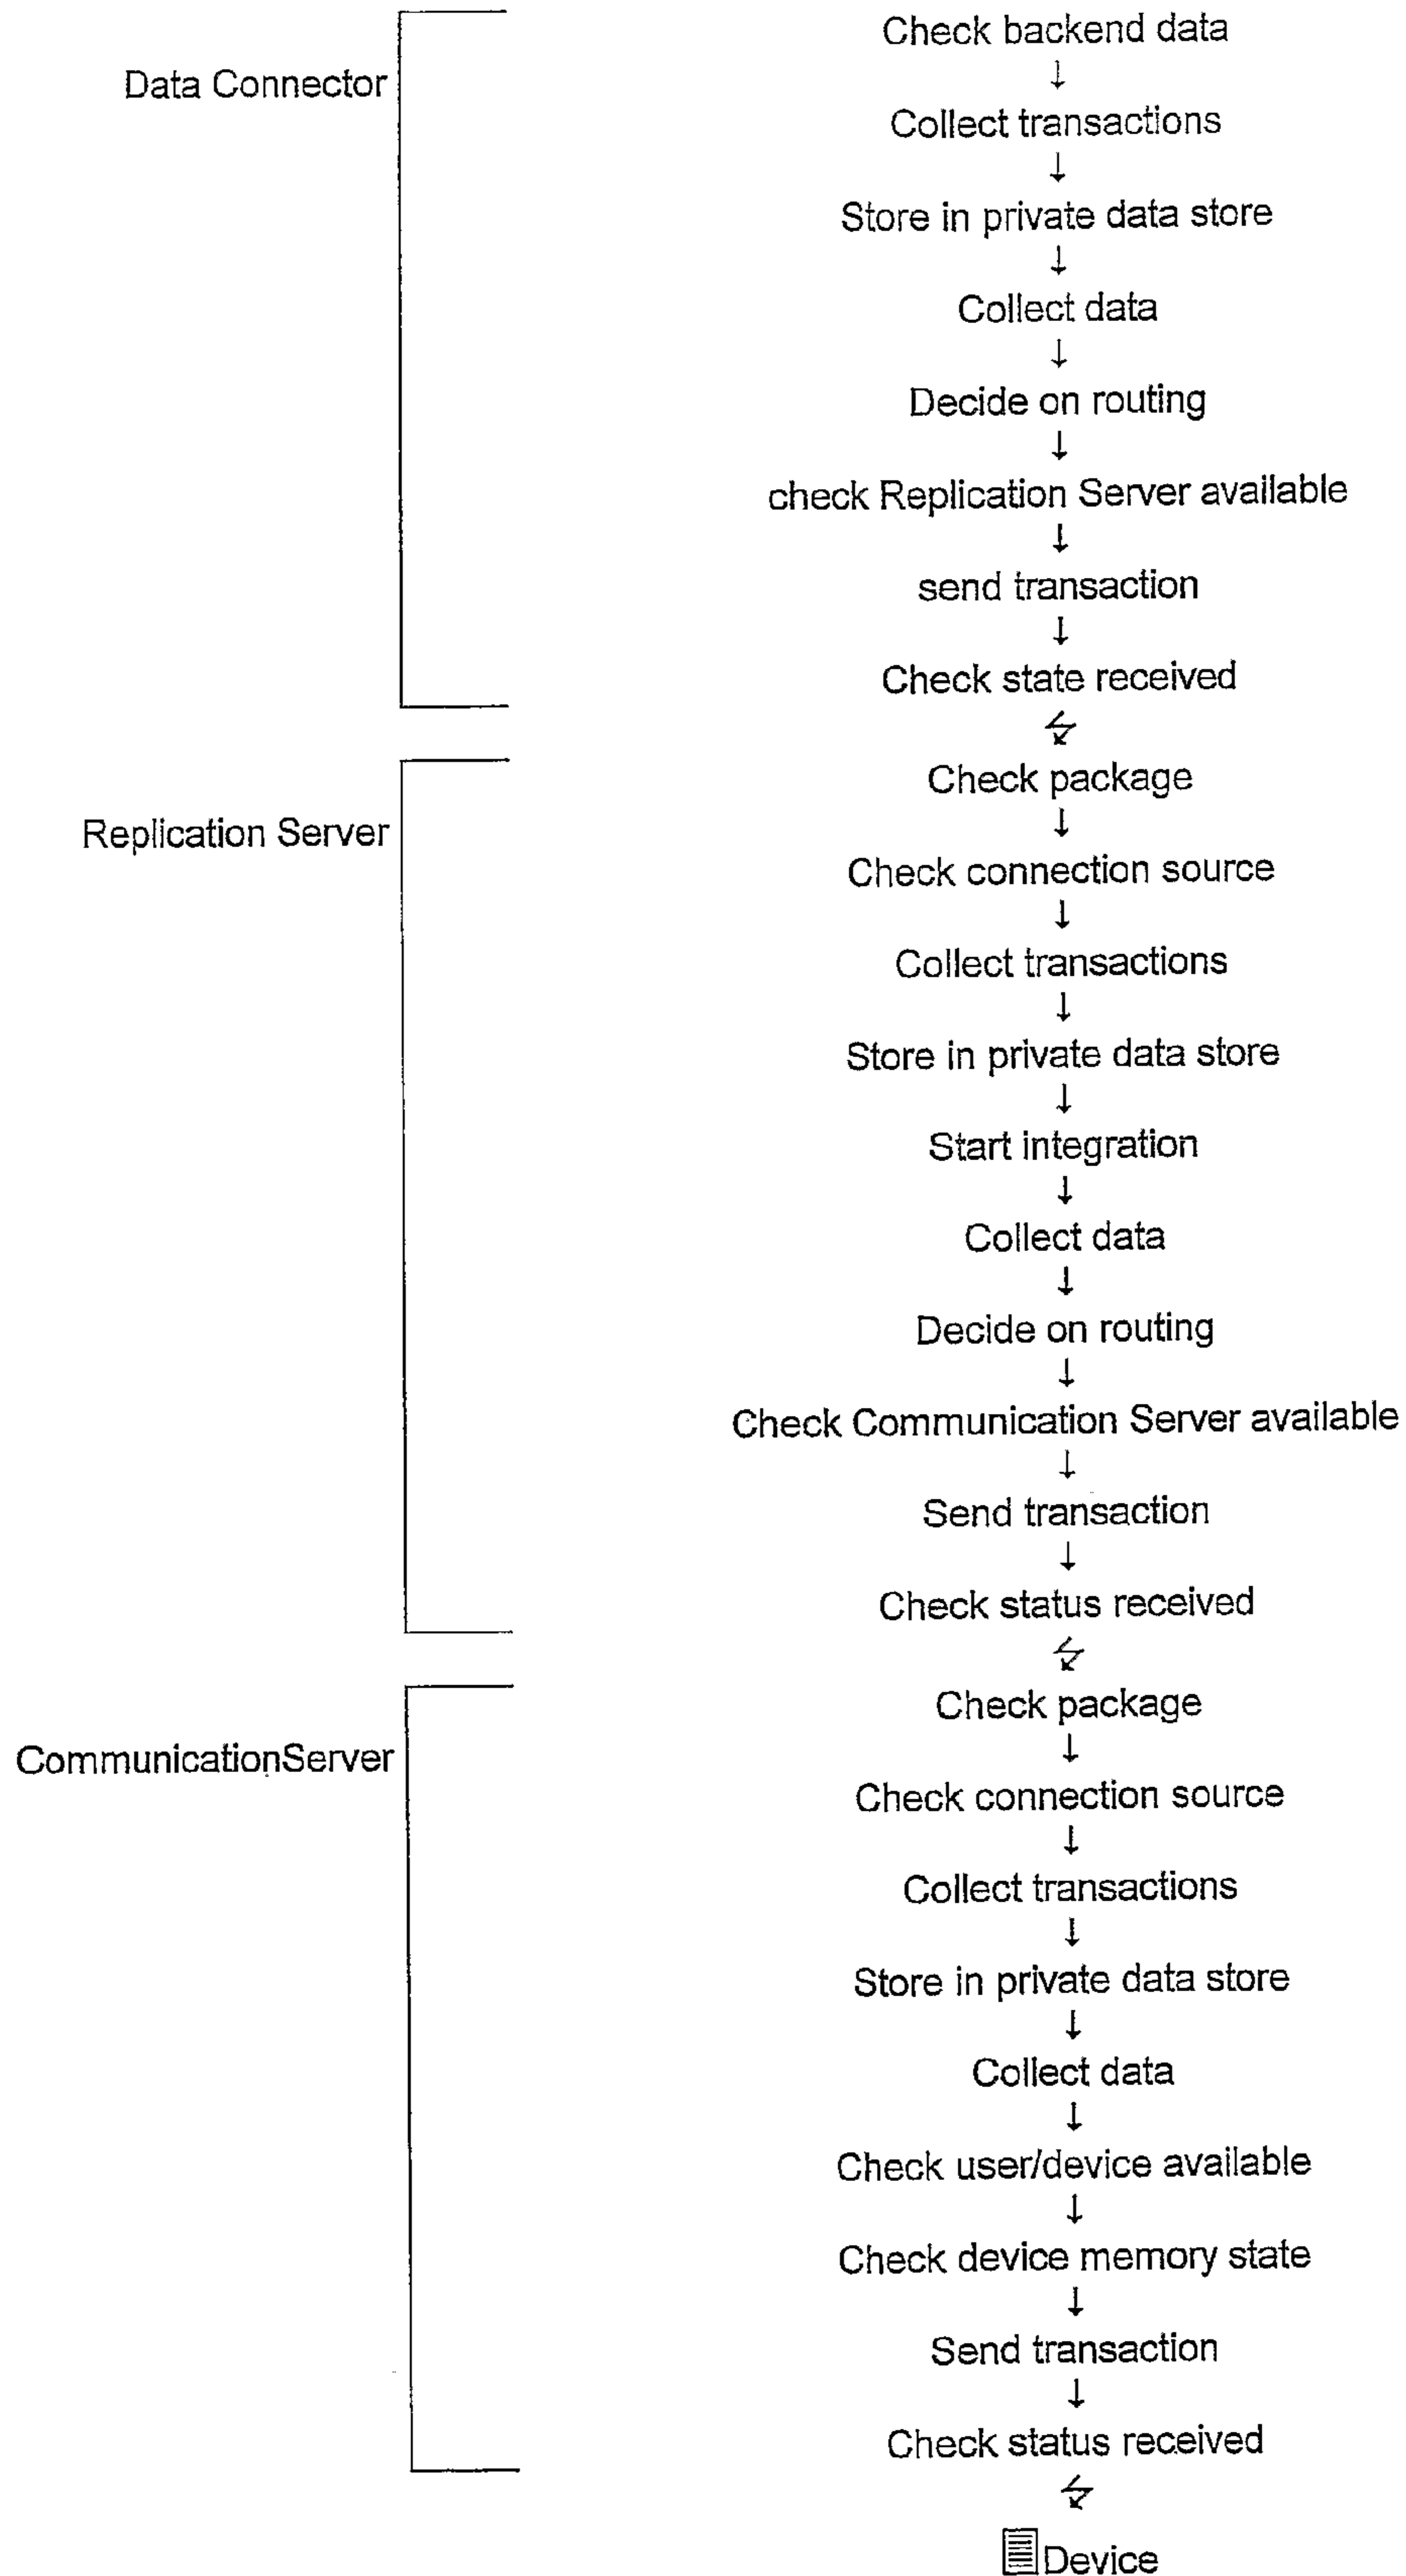 Check backend data
Data Connector
↓
Collect transactions
↓
Store in private data store
↓
Collect data
↓
Decide on routing
↓
check Replication Server available
↓
send transaction
↓
Check state received
Check package
Replication Server
↓
Check connection source
↓
Collect transactions
↓
Store in private data store
↓
Start integration
↓
Collect data
↓
Decide on routing
↓
Check Communication Server available
↓
Send transaction
↓
Check status received
Check package
CommunicationServer
↓
Check connection source
↓
Collect transactions
↓
Store in private data store
↓
Collect data
↓
Check user/device available
↓
Check device memory state
↓
Send transaction
↓
Check status received
Device